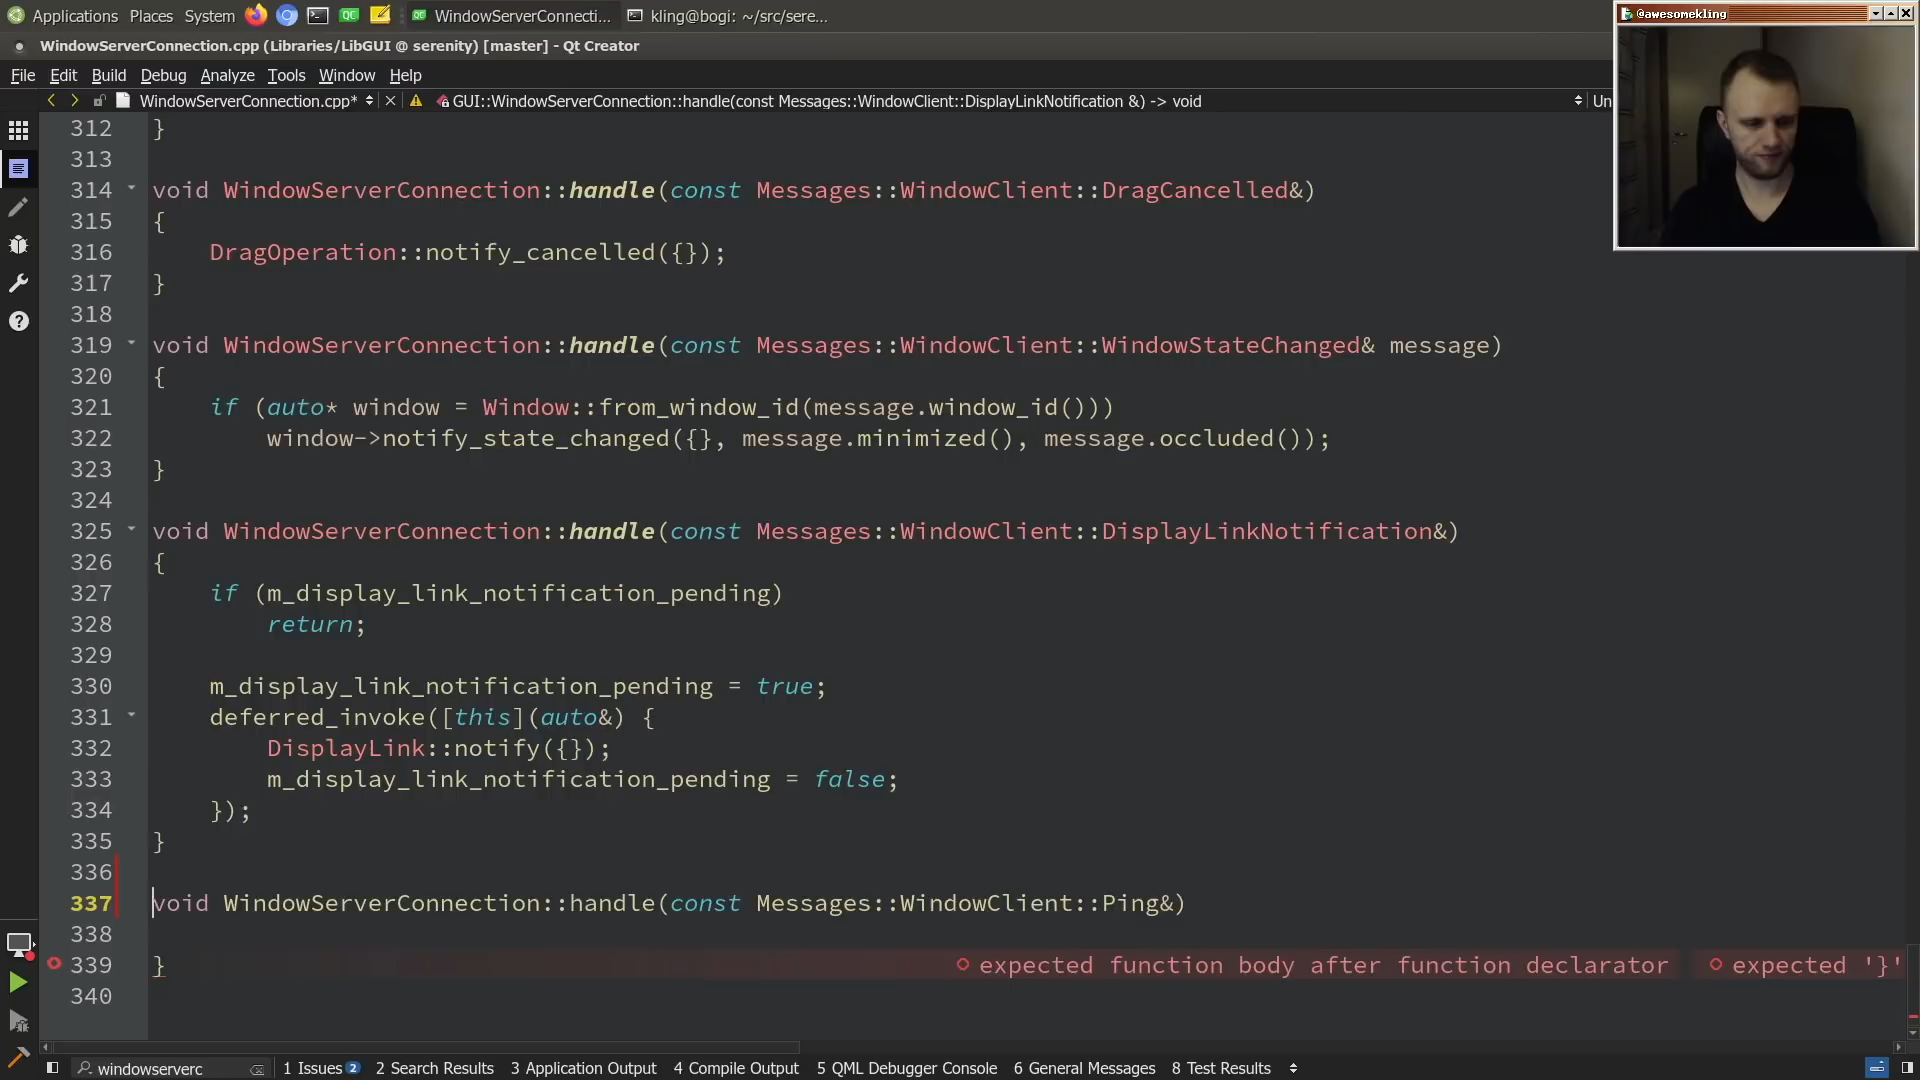 Applications Places System WindowServerConnecti... kling@bogi: ~/src/sere...
@awesomekling
WindowServerConnection.cpp (Libraries/LibGUI @ serenity) [master] - Qt Creator
File Edit Build Debug Analyze Tools Window Help
WindowServerConnection.cpp* GUI::WindowServerConnection::handle(const Messages::WindowClient::DisplayLinkNotification &) -> void Un
312 }
313
314 void WindowServerConnection::handle(const Messages::WindowClient::DragCancelled&)
315 {
316 DragOperation::notify_cancelled({});
317 }
318
319 void WindowServerConnection::handle(const Messages::WindowClient::WindowStateChanged& message)
320 {
321 if (auto* window = Window::from_window_id(message.window_id()))
322 window->notify_state_changed({}, message.minimized(), message.occluded());
323 }
324
325 void WindowServerConnection::handle(const Messages::WindowClient::DisplayLinkNotification&)
326 {
327 if (m_display_link_notification_pending)
328 return;
329
330 m_display_link_notification_pending = true;
331 deferred_invoke([this](auto&) {
332 DisplayLink::notify({});
333 m_display_link_notification_pending = false;
334 });
335 }
336
337 void WindowServerConnection::handle(const Messages::WindowClient::Ping&)
338
339 } expected function body after function declarator expected '}'
340
windowserverc 1 Issues 2 2 Search Results 3 Application Output 4 Compile Output 5 QML Debugger Console 6 General Messages 8 Test Results